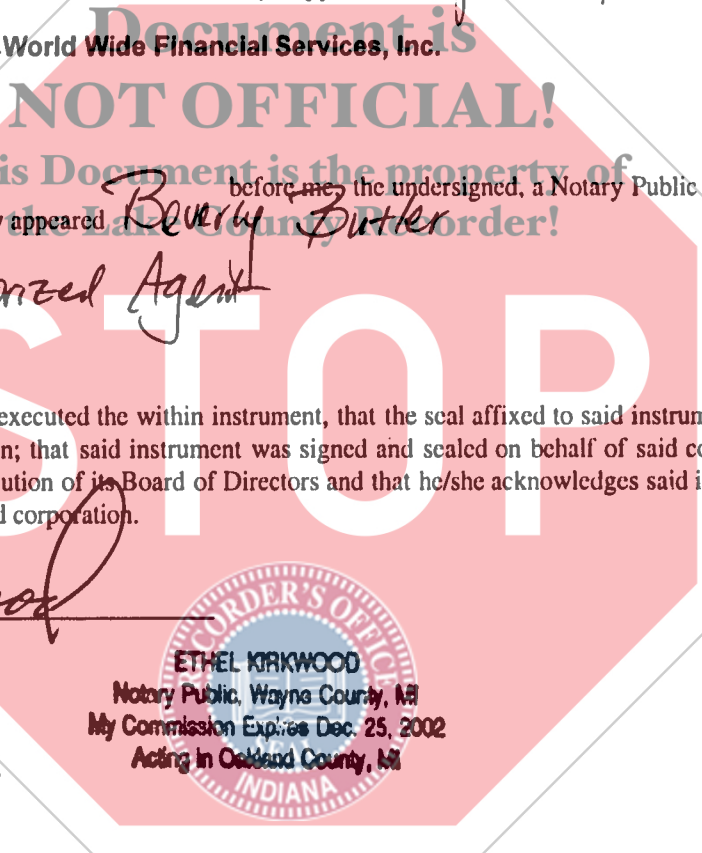 Document is
World Wide Financial Services, Inc.
NOT OFFICIAL!
is Document is the property of
before me, the undersigned, a Notary Public
appeared Beverly Butler
the Lake County Recorder!
Agent
STOP
executed the within instrument, that the seal affixed to said
that said instrument was signed and sealed on behalf of said
of its Board of Directors and that he/she acknowledges said
corporation.
RECORDER'S OFFICE
ETHEL KIRKWOOD
Notary Public, Wayne County, MI
My Commission Expires Dec. 25, 2002
SEAL
Acting in Oakland County, MI
INDIANA